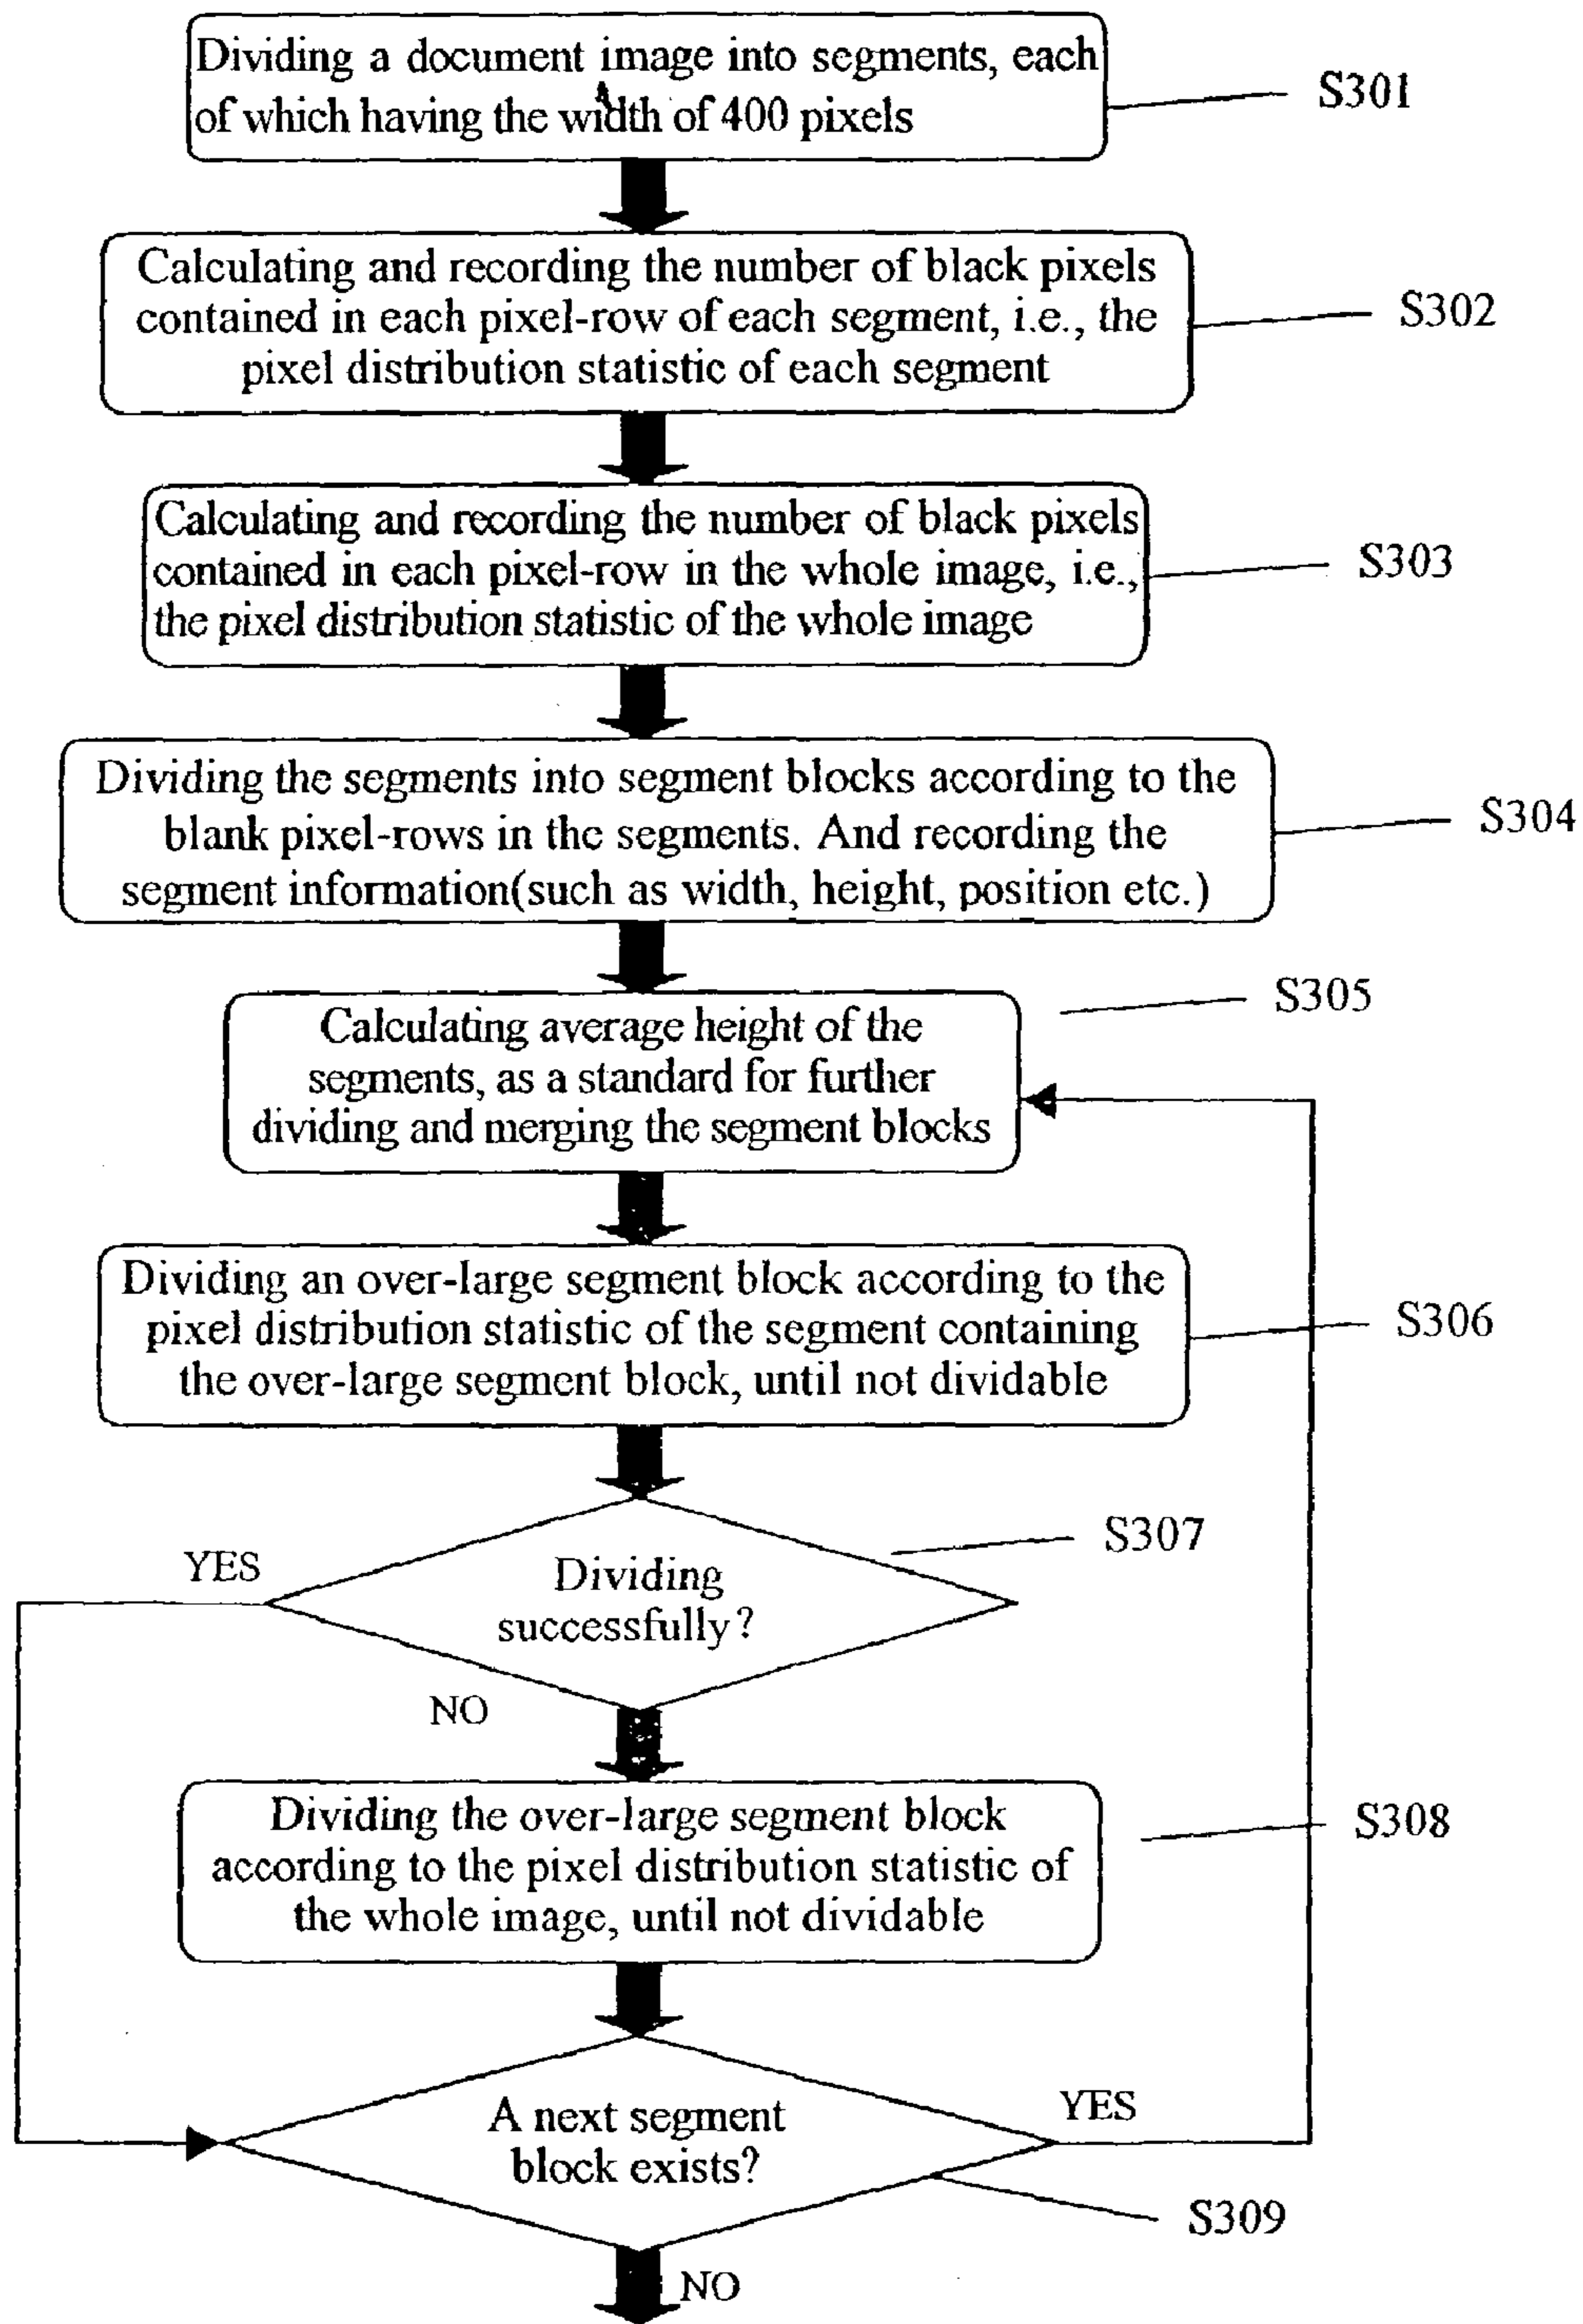 Dividing a document image into segments, each
of which having the width of 400 pixels
S301
Calculating and recording the number of black pixels
contained in each pixel-row of each segment, i.e., the
pixel distribution statistic of each segment
S302
Calculating and recording the number of black pixels
contained in each pixel-row in the whole image, i.e.,
the pixel distribution statistic of the whole image
S303
Dividing the segments into segment blocks according to the
blank pixel-rows in the segments. And recording the
segment information(such as width, height, position etc.)
S304
Calculating average height of the
segments, as a standard for further
dividing and merging the segment blocks
S305
Dividing an over-large segment block according to the
pixel distribution statistic of the segment containing
the over-large segment block, until not dividable
S306
YES
Dividing
successfully?
S307
NO
Dividing the over-large segment block
according to the pixel distribution statistic of
the whole image, until not dividable
S308
A next segment
block exists?
YES
S309
NO